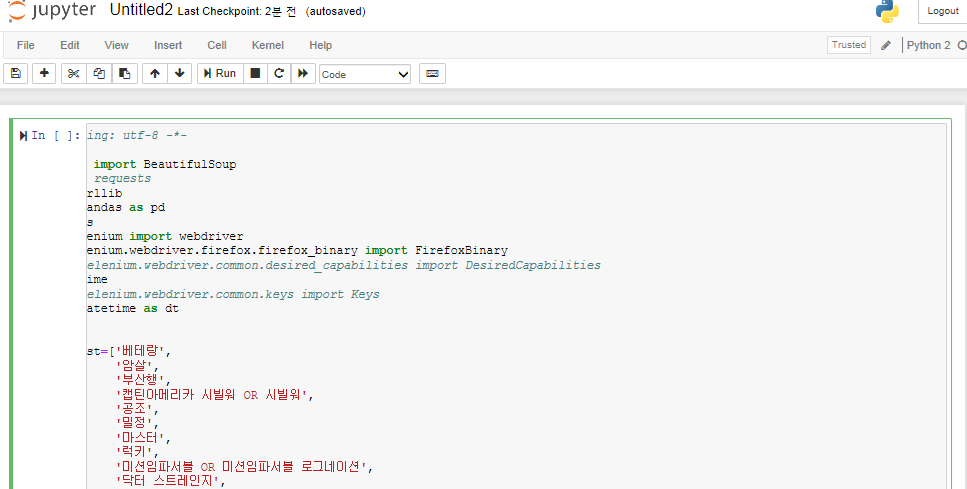 jupyter Untitled2 Last Checkpoint: 2분 전 (autosaved)
Logout
File Edit View Insert Cell Kernel Help
Trusted Python 2
Run Code
In [ ]: ing: utf-8 -*-
import BeautifulSoup
requests
rllib
andas as pd
s
enium import webdriver
enium.webdriver.firefox.firefox_binary import FirefoxBinary
elenium.webdriver.common.desired_capabilities import DesiredCapabilities
ime
elenium.webdriver.common.keys import Keys
atetime as dt
st=['베테랑',
'암살',
'부산행',
'캡틴아메리카 시빌워 OR 시빌워',
'공조',
'밀정',
'마스터',
'럭키',
'미션임파서블 OR 미션임파서블 로그네이션',
'닥터 스트레인지',